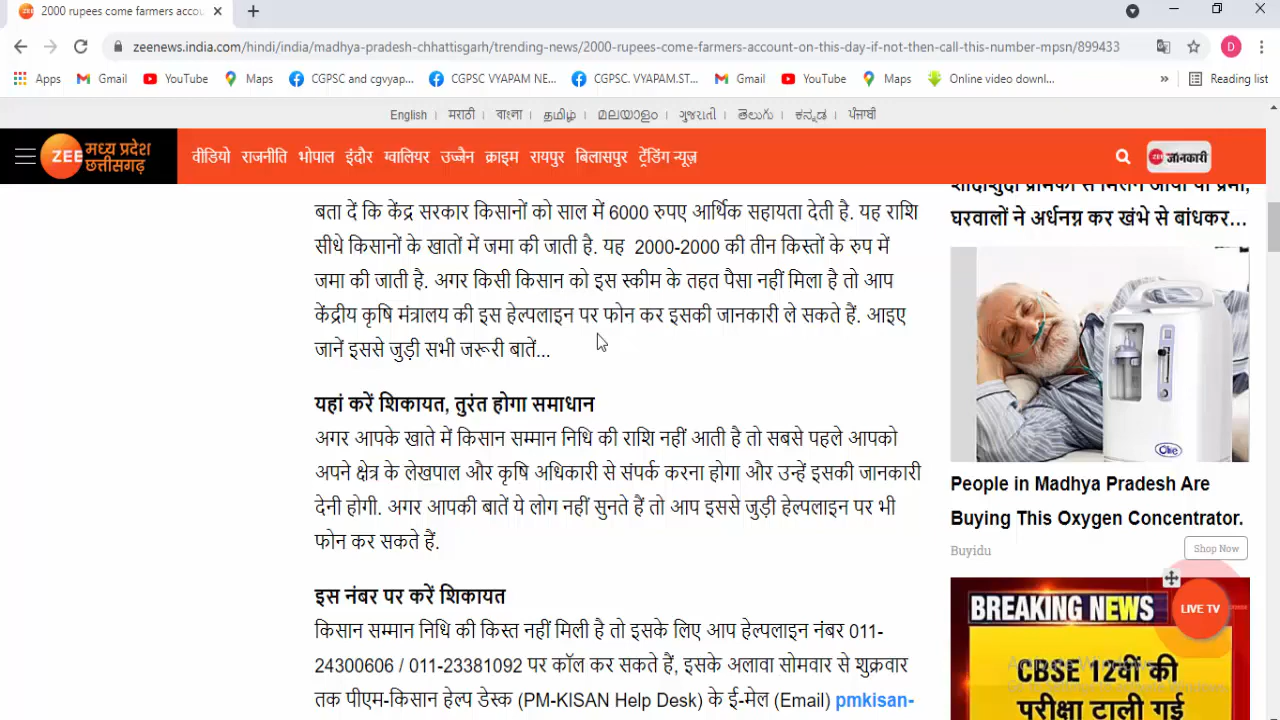 2000 rupees come farmers accou
zeenews.india.com/hindi/india/madhya-pradesh-chhattisgarh/trending-news/2000-rupees-come-farmers-account-on-this-day-if-not-then-call-this-number-mpsn/899433
D
Apps Gmail YouTube Maps CGPSC and cgvyap... CGPSC VYAPAM NE... CGPSC. VYAPAM.ST... Gmail YouTube Maps Online video downl... » Reading list
English | मराठी | বাংলা | தமிழ் | മലയാളം | ગુજરાતી | తెలుగు | ಕನ್ನಡ | ਪੰਜਾਬੀ
ZEE मध्य प्रदेश छत्तीसगढ़
वीडियो राजनीति भोपाल इंदौर ग्वालियर उज्जैन क्राइम रायपुर बिलासपुर ट्रेंडिंग न्यूज़
ZEE जानकारी
बता दें कि केंद्र सरकार किसानों को साल में 6000 रुपए आर्थिक सहायता देती है. यह राशि
सीधे किसानों के खातों में जमा की जाती है. यह 2000-2000 की तीन किस्तों के रुप में
जमा की जाती है. अगर किसी किसान को इस स्कीम के तहत पैसा नहीं मिला है तो आप
केंद्रीय कृषि मंत्रालय की इस हेल्पलाइन पर फोन कर इसकी जानकारी ले सकते हैं. आइए
जानें इससे जुड़ी सभी जरूरी बातें...
यहां करें शिकायत, तुरंत होगा समाधान
अगर आपके खाते में किसान सम्मान निधि की राशि नहीं आती है तो सबसे पहले आपको
अपने क्षेत्र के लेखपाल और कृषि अधिकारी से संपर्क करना होगा और उन्हें इसकी जानकारी
देनी होगी. अगर आपकी बातें ये लोग नहीं सुनते हैं तो आप इससे जुड़ी हेल्पलाइन पर भी
फोन कर सकते हैं.
इस नंबर पर करें शिकायत
किसान सम्मान निधि की किस्त नहीं मिली है तो इसके लिए आप हेल्पलाइन नंबर 011-
24300606 / 011-23381092 पर कॉल कर सकते हैं, इसके अलावा सोमवार से शुक्रवार
तक पीएम-किसान हेल्प डेस्क (PM-KISAN Help Desk) के ई-मेल (Email) pmkisan-
शादीशुदा प्रेमिका से मिलने आया था प्रेमी,
घरवालों ने अर्धनग्न कर खंभे से बांधकर...
People in Madhya Pradesh Are
Buying This Oxygen Concentrator.
Buyidu
Shop Now
BREAKING NEWS
LIVE TV
CBSE 12वीं की
परीक्षा टाली गई
Activate Windows